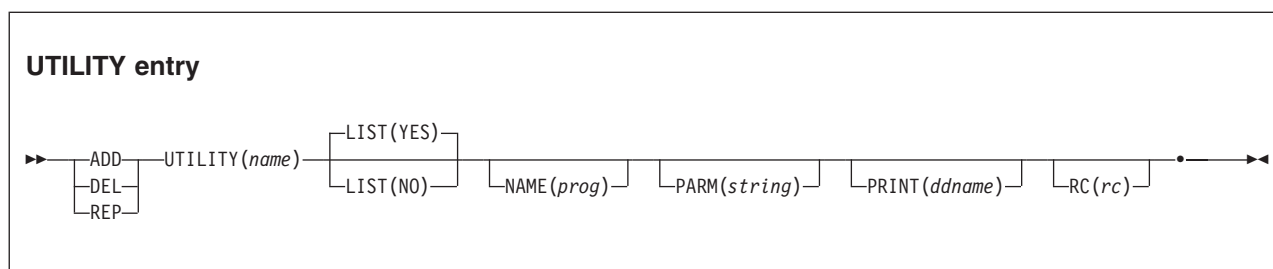 UTILITY entry
LIST(YES)
ADD UTILITY(name) LIST(NO) NAME(prog) PARM(string) PRINT(ddname) RC(rc) .
DEL
REP